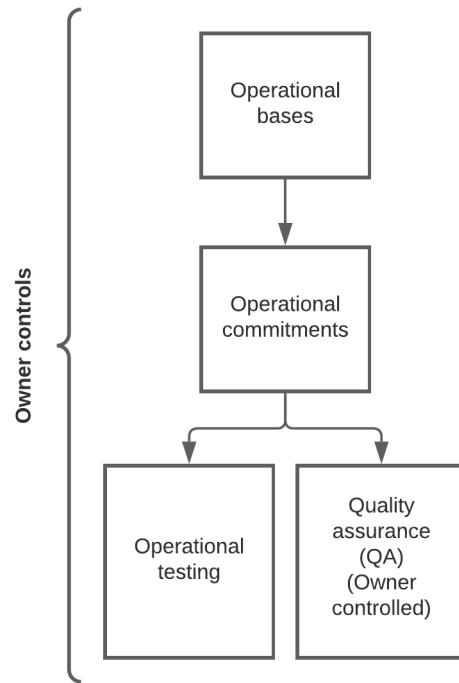 Owner controls
Operational
bases
Operational
commitments
Operational
testing
Quality
assurance
(QA)
(Owner
controlled)